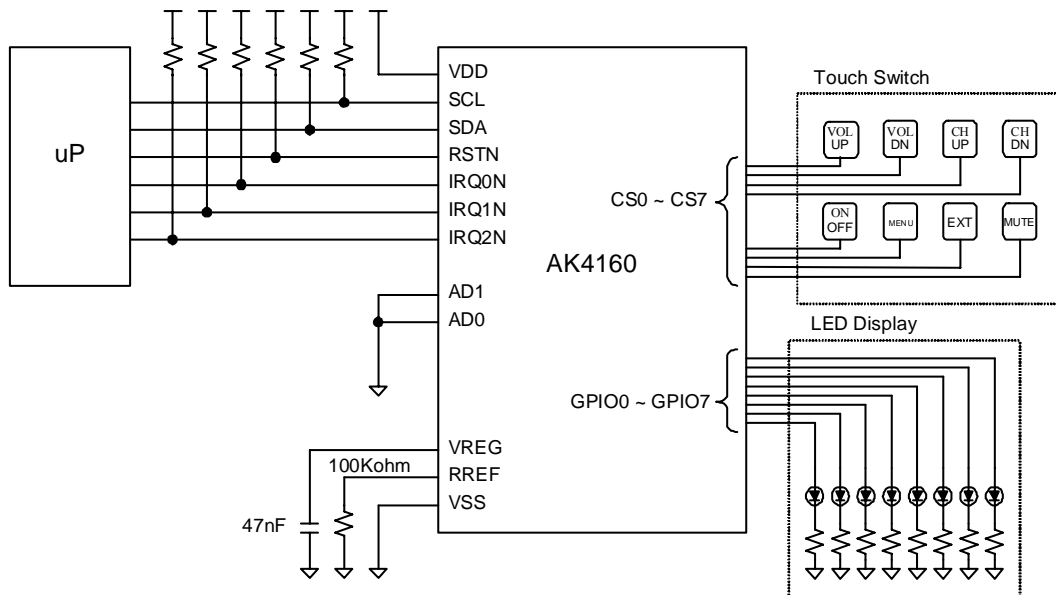 uP
VDD
SCL
SDA
RSTN
IRQ0N
IRQ1N
IRQ2N
AD1
AD0
VREG
100Kohm
RREF
VSS
47nF
AK4160
CS0 ~ CS7
GPIO0 ~ GPIO7
Touch Switch
VOL
UP
VOL
DN
CH
UP
CH
DN
ON
OFF
MENU
EXT
MUTE
LED Display